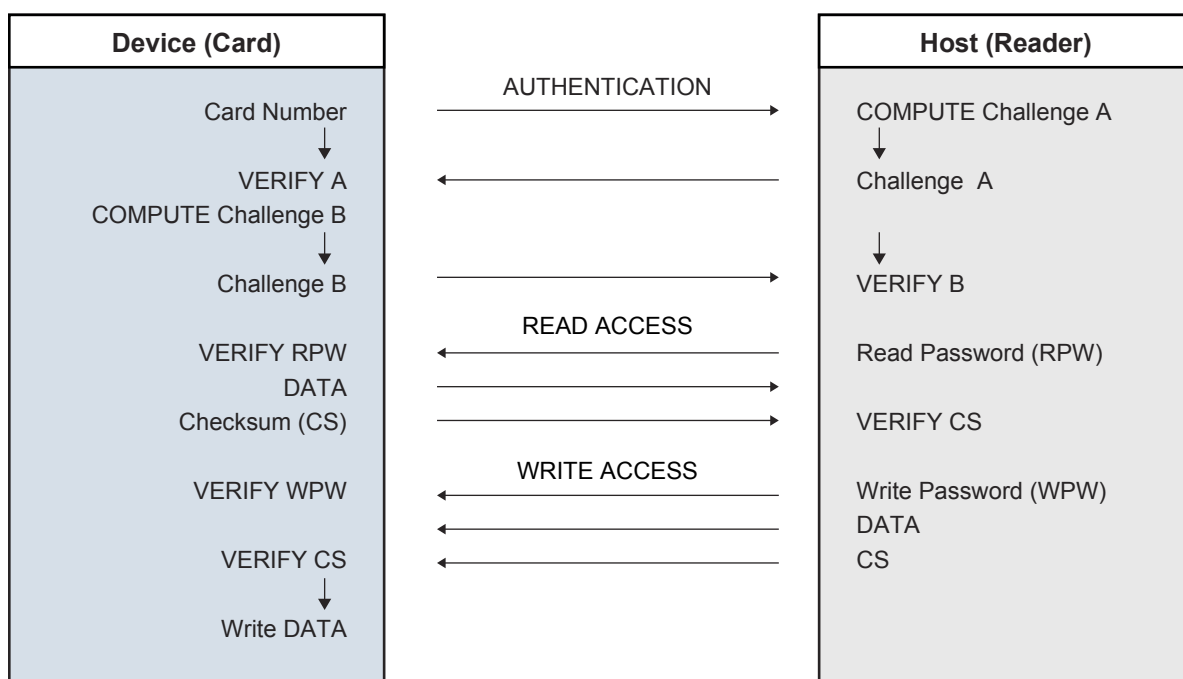 Device (Card)
Host (Reader)
AUTHENTICATION
Card Number
COMPUTE Challenge A
VERIFY A
Challenge A
COMPUTE Challenge B
Challenge B
VERIFY B
READ ACCESS
VERIFY RPW
Read Password (RPW)
DATA
Checksum (CS)
VERIFY CS
WRITE ACCESS
VERIFY WPW
Write Password (WPW)
DATA
VERIFY CS
CS
Write DATA